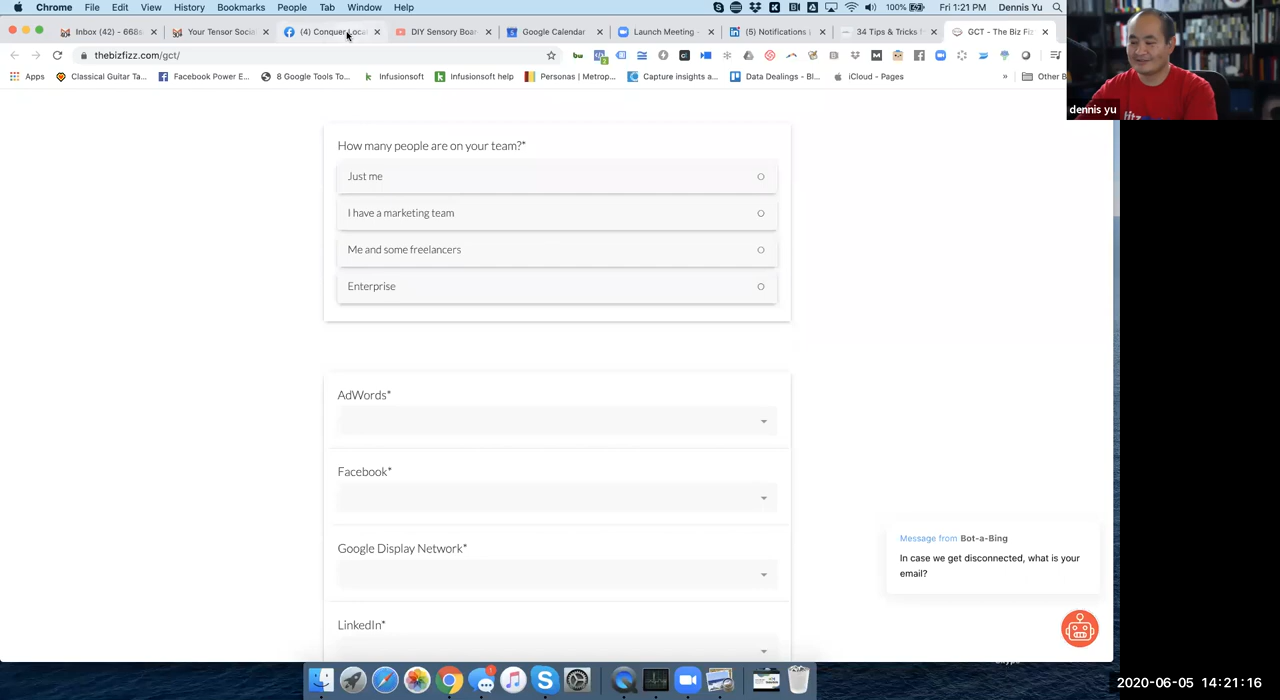 Chrome File Edit View History Bookmarks People Tab Window Help 100% Fri 1:21 PM Dennis Yu
Inbox (42) - 668 Your Tensor Soci (4) Conquer Local DIY Sensory Boar Google Calendar Launch Meeting - (5) Notifications 34 Tips & Tricks GCT - The Biz Fiz
thebizfizz.com/gct/
Apps Classical Guitar Ta... Facebook Power E... 8 Google Tools To... Infusionsoft Infusionsoft help Personas | Metrop... Capture insights a... Data Dealings - Bl... iCloud - Pages » Other B
dennis yu
How many people are on your team?*
Just me
I have a marketing team
Me and some freelancers
Enterprise
AdWords*
Facebook*
Google Display Network*
LinkedIn*
Message from Bot-a-Bing
In case we get disconnected, what is your
email?
2020-06-05 14:21:16